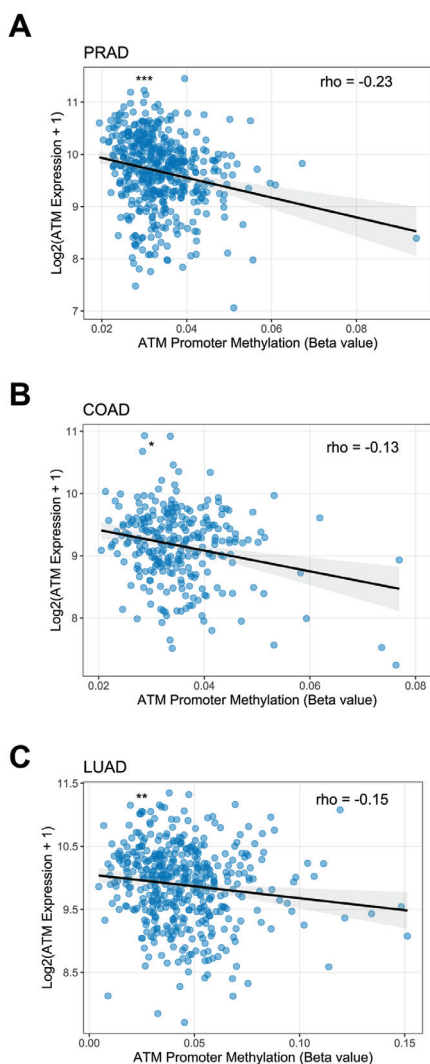 A
PRAD
***
rho = -0.23
11
10
9
8
7
Log2(ATM Expression + 1)
0.02
0.04
0.06
0.08
ATM Promoter Methylation (Beta value)
B
COAD
*
rho = -0.13
11
10
9
8
Log2(ATM Expression + 1)
0.02
0.04
0.06
0.08
ATM Promoter Methylation (Beta value)
C
LUAD
**
rho = -0.15
11.5
10.5
9.5
8.5
Log2(ATM Expression + 1)
0.00
0.05
0.10
0.15
ATM Promoter Methylation (Beta value)